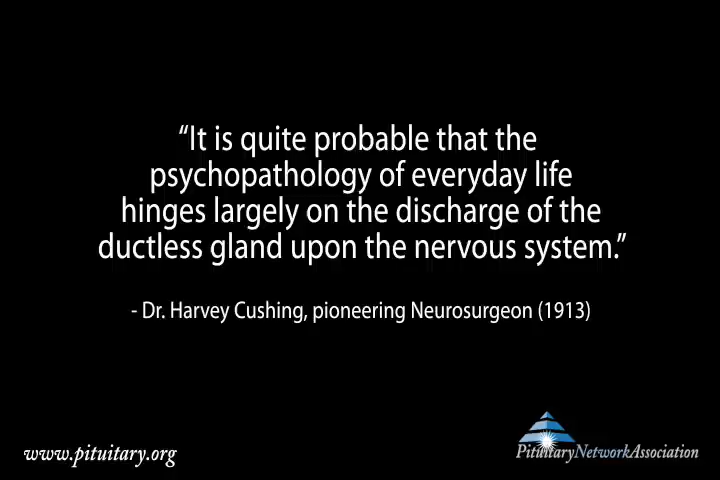 “It is quite probable that the
psychopathology of everyday life
hinges largely on the discharge of the
ductless gland upon the nervous system.”
- Dr. Harvey Cushing, pioneering Neurosurgeon (1913)
www.pituitary.org
PituitaryNetworkAssociation